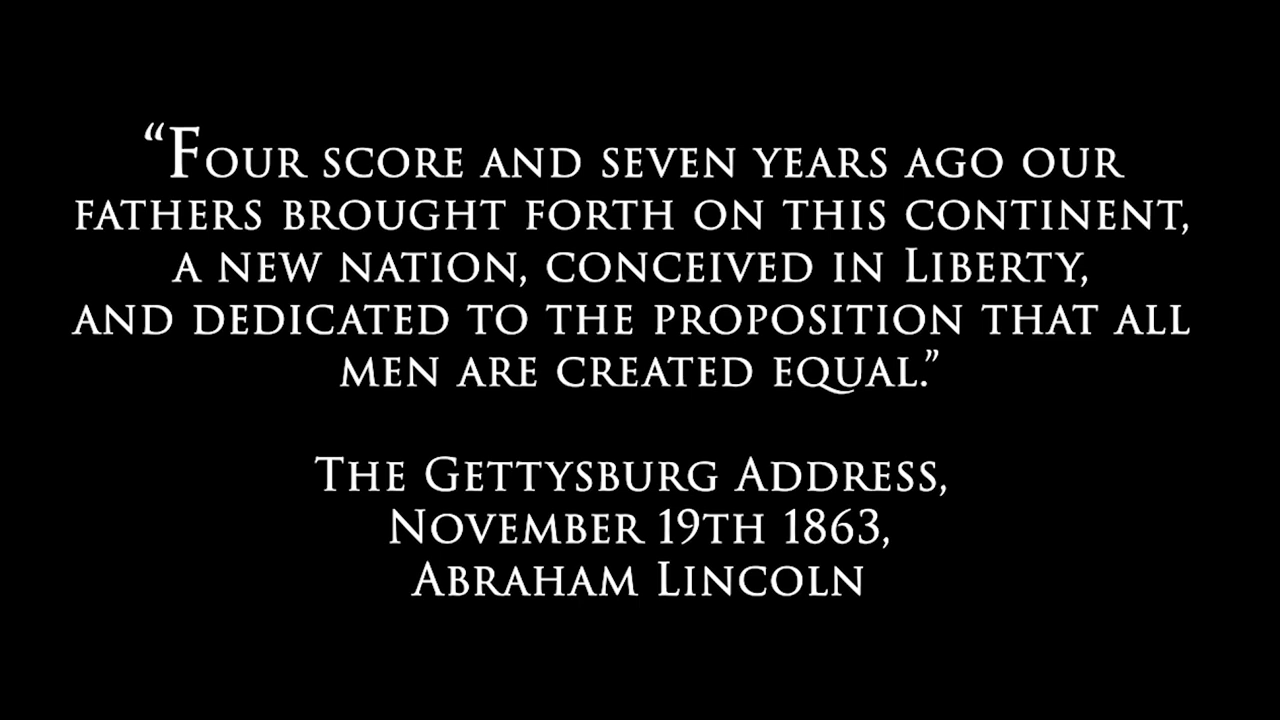 “Four score and seven years ago our
fathers brought forth on this continent,
a new nation, conceived in Liberty,
and dedicated to the proposition that all
men are created equal.”
The Gettysburg Address,
November 19th 1863,
Abraham Lincoln